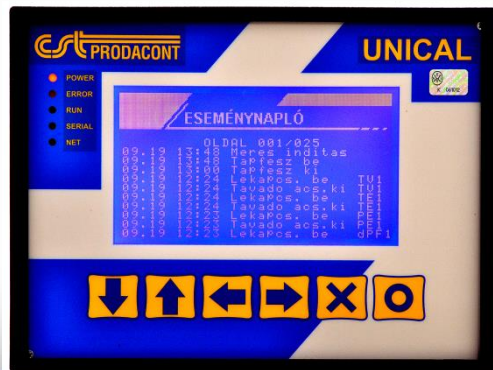 cst PRODACONT
UNICAL
POWER
ERROR
RUN
SERIAL
NET
ESEMÉNYNAPLÓ
OLDAL 001/025
09.19 13:48 Meres inditas
09.19 13:48 Tapfesz be
09.19 13:04 Tapfesz ki
09.19 12:24 Lekapcs. be TV1
09.19 12:24 Tavado acs.ki TV1
09.19 12:24 Lekapcs. be TE1
09.19 12:24 Tavado acs.ki TE1
09.19 12:23 Lekapcs. be PE1
09.19 12:23 Tavado acs.ki PE1
09.19 12:23 Lekapcs. be dPF1